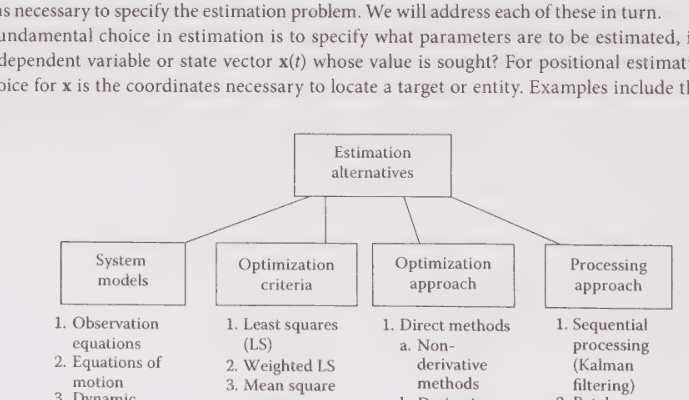 is necessary to specify the estimation problem. We will address each of these in turn.
undamental choice in estimation is to specify what parameters are to be estimated, i
dependent variable or state vector x(t) whose value is sought? For positional estimat
oice for x is the coordinates necessary to locate a target or entity. Examples include th
Estimation
alternatives
System
models
1. Observation
equations
2. Equations of
motion
3. Dynamic
Optimization
criteria
1. Least squares
(LS)
2. Weighted LS
3. Mean square
Optimization
approach
1. Direct methods
a. Non-
derivative
methods
Processing
approach
1. Sequential
processing
(Kalman
filtering)